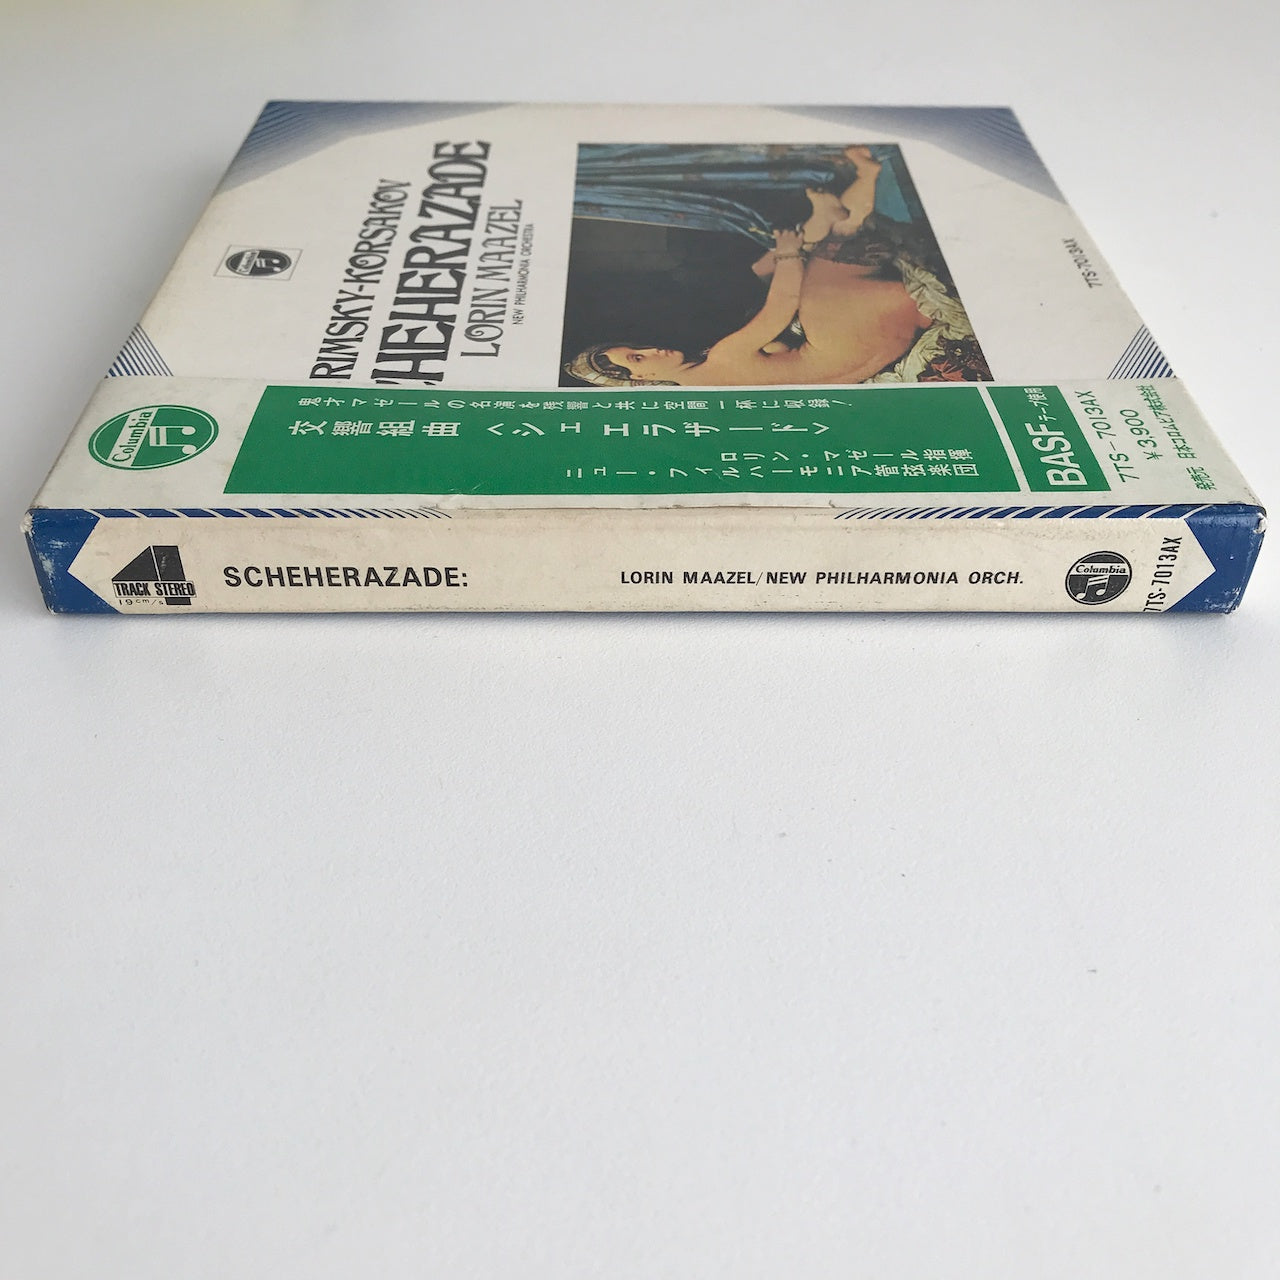 RIMSKY-KORSAKOV
HEHERAZADE
LORIN MAAZEL
NEW PHILHARMONIA ORCHESTRA
Columbia
7TS-7013AX
Columbia
鬼才マゼールの名演を残響と共に空間一杯に収録！
交響組曲〈シェエラザード〉
ロリン・マゼール指揮
ニュー・フィルハーモニア管弦楽団
BASFテープ使用
7TS-7013AX
¥3,900
発売元 日本コロムビア株式会社
4
TRACK STEREO
19cm/s
SCHEHERAZADE:
LORIN MAAZEL/NEW PHILHARMONIA ORCH.
Columbia
7TS-7013AX